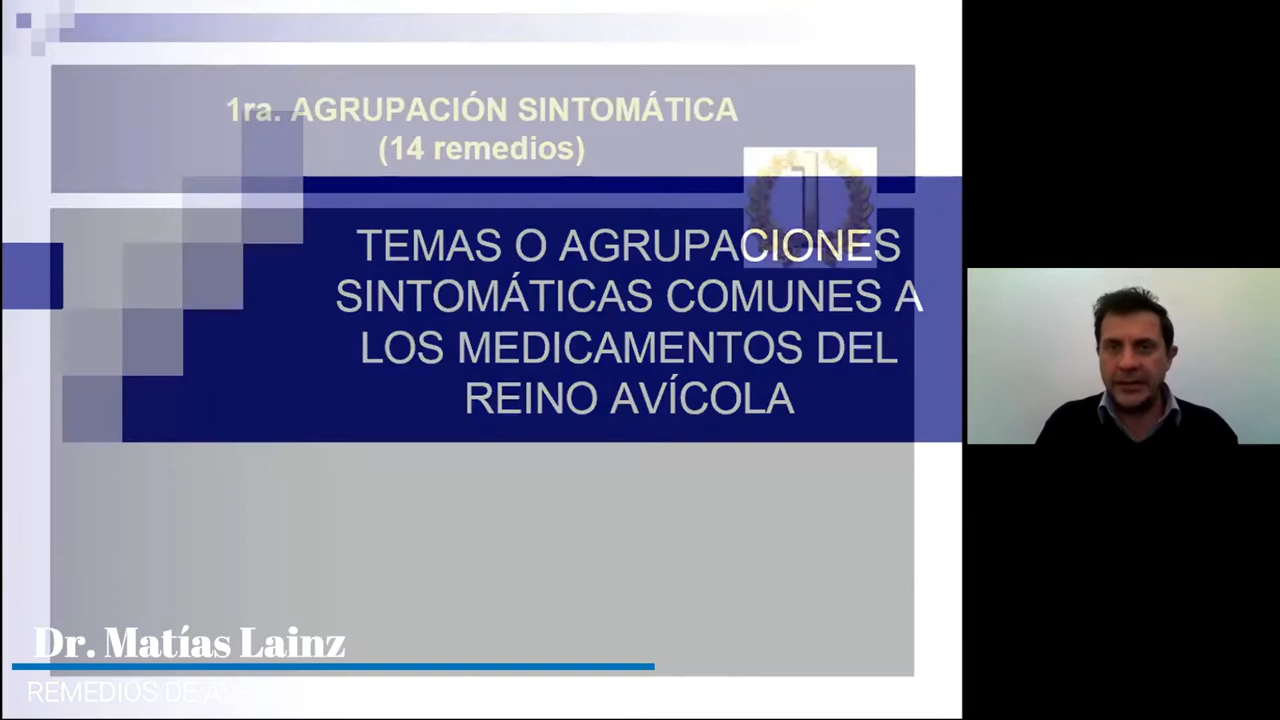 1ra. AGRUPACIÓN SINTOMÁTICA
(14 remedios)
1
TEMAS O AGRUPACIONES
SINTOMÁTICAS COMUNES A
LOS MEDICAMENTOS DEL
REINO AVÍCOLA
Dr. Matías Lainz
REMEDIOS DE